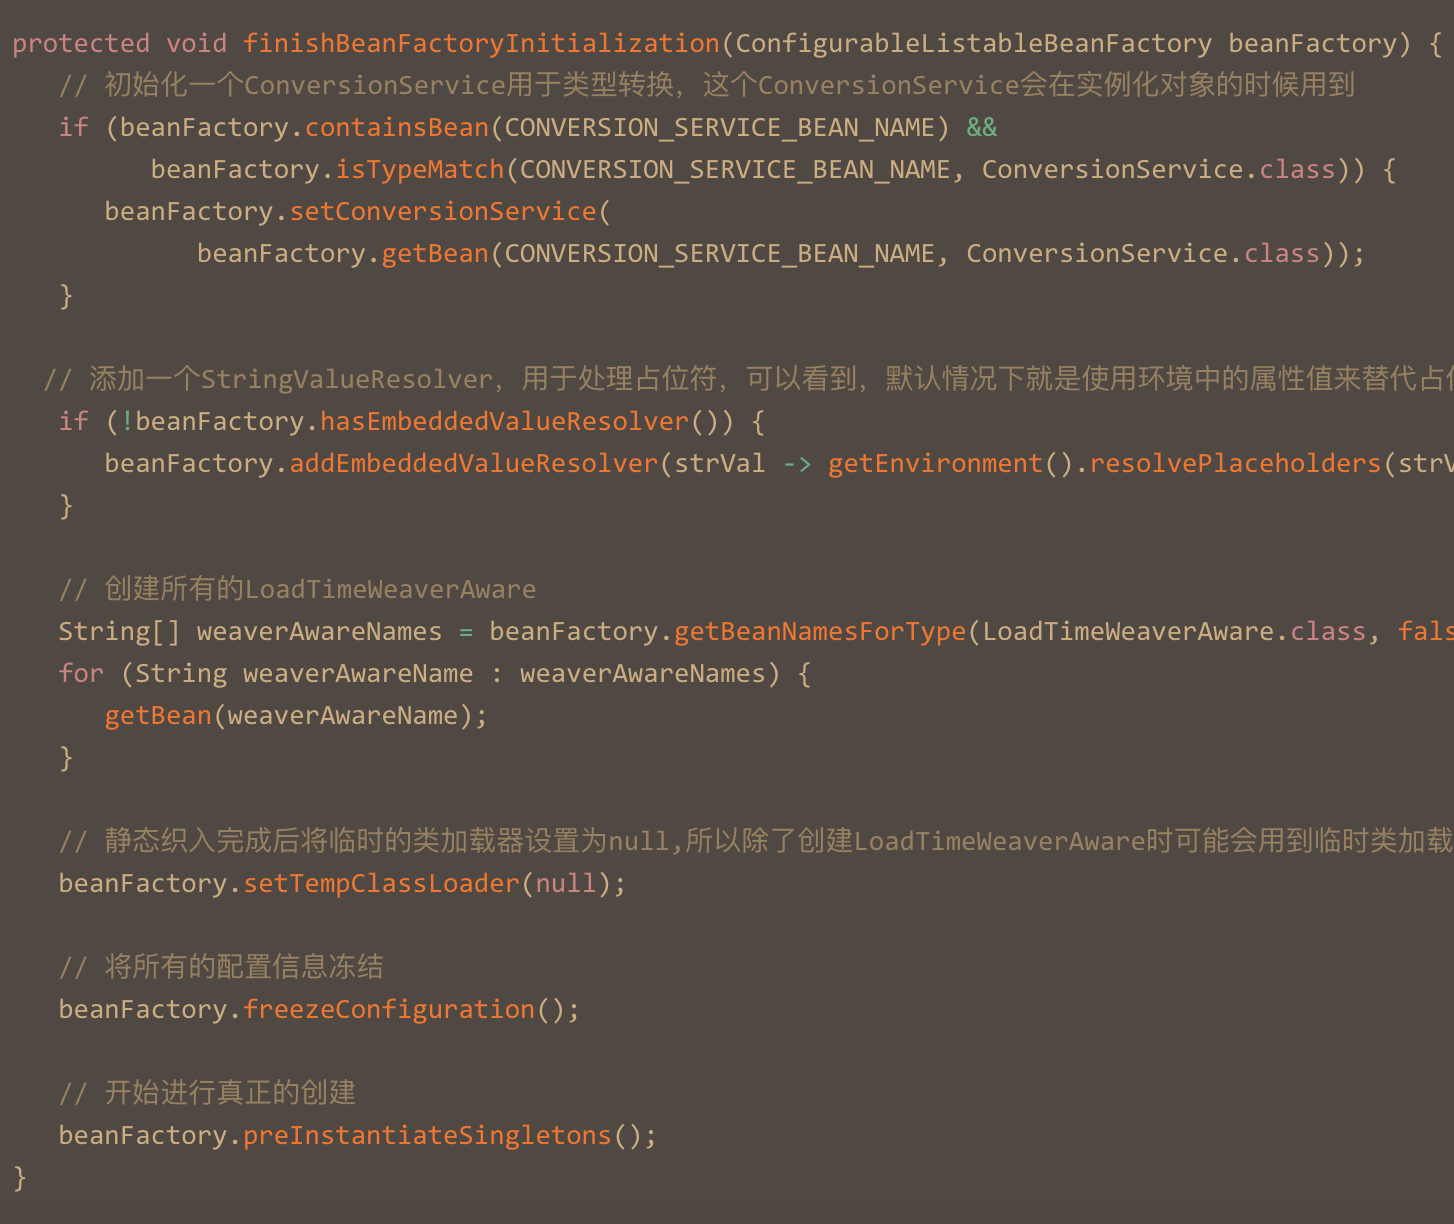 protected void finishBeanFactoryInitialization(ConfigurableListableBeanFactory beanFactory) {
// 初始化一个ConversionService用于类型转换，这个ConversionService会在实例化对象的时候用到
if (beanFactory.containsBean(CONVERSION_SERVICE_BEAN_NAME) &&
beanFactory.isTypeMatch(CONVERSION_SERVICE_BEAN_NAME, ConversionService.class)) {
beanFactory.setConversionService(
beanFactory.getBean(CONVERSION_SERVICE_BEAN_NAME, ConversionService.class));
}
// 添加一个StringValueResolver，用于处理占位符，可以看到，默认情况下就是使用环境中的属性值来替代占
if (!beanFactory.hasEmbeddedValueResolver()) {
beanFactory.addEmbeddedValueResolver(strVal -> getEnvironment().resolvePlaceholders(str
}
// 创建所有的LoadTimeWeaverAware
String[] weaverAwareNames = beanFactory.getBeanNamesForType(LoadTimeWeaverAware.class, fals
for (String weaverAwareName : weaverAwareNames) {
getBean(weaverAwareName);
}
// 静态织入完成后将临时的类加载器设置为null,所以除了创建LoadTimeWeaverAware时可能会用到临时类加载
beanFactory.setTempClassLoader(null);
// 将所有的配置信息冻结
beanFactory.freezeConfiguration();
// 开始进行真正的创建
beanFactory.preInstantiateSingletons();
}